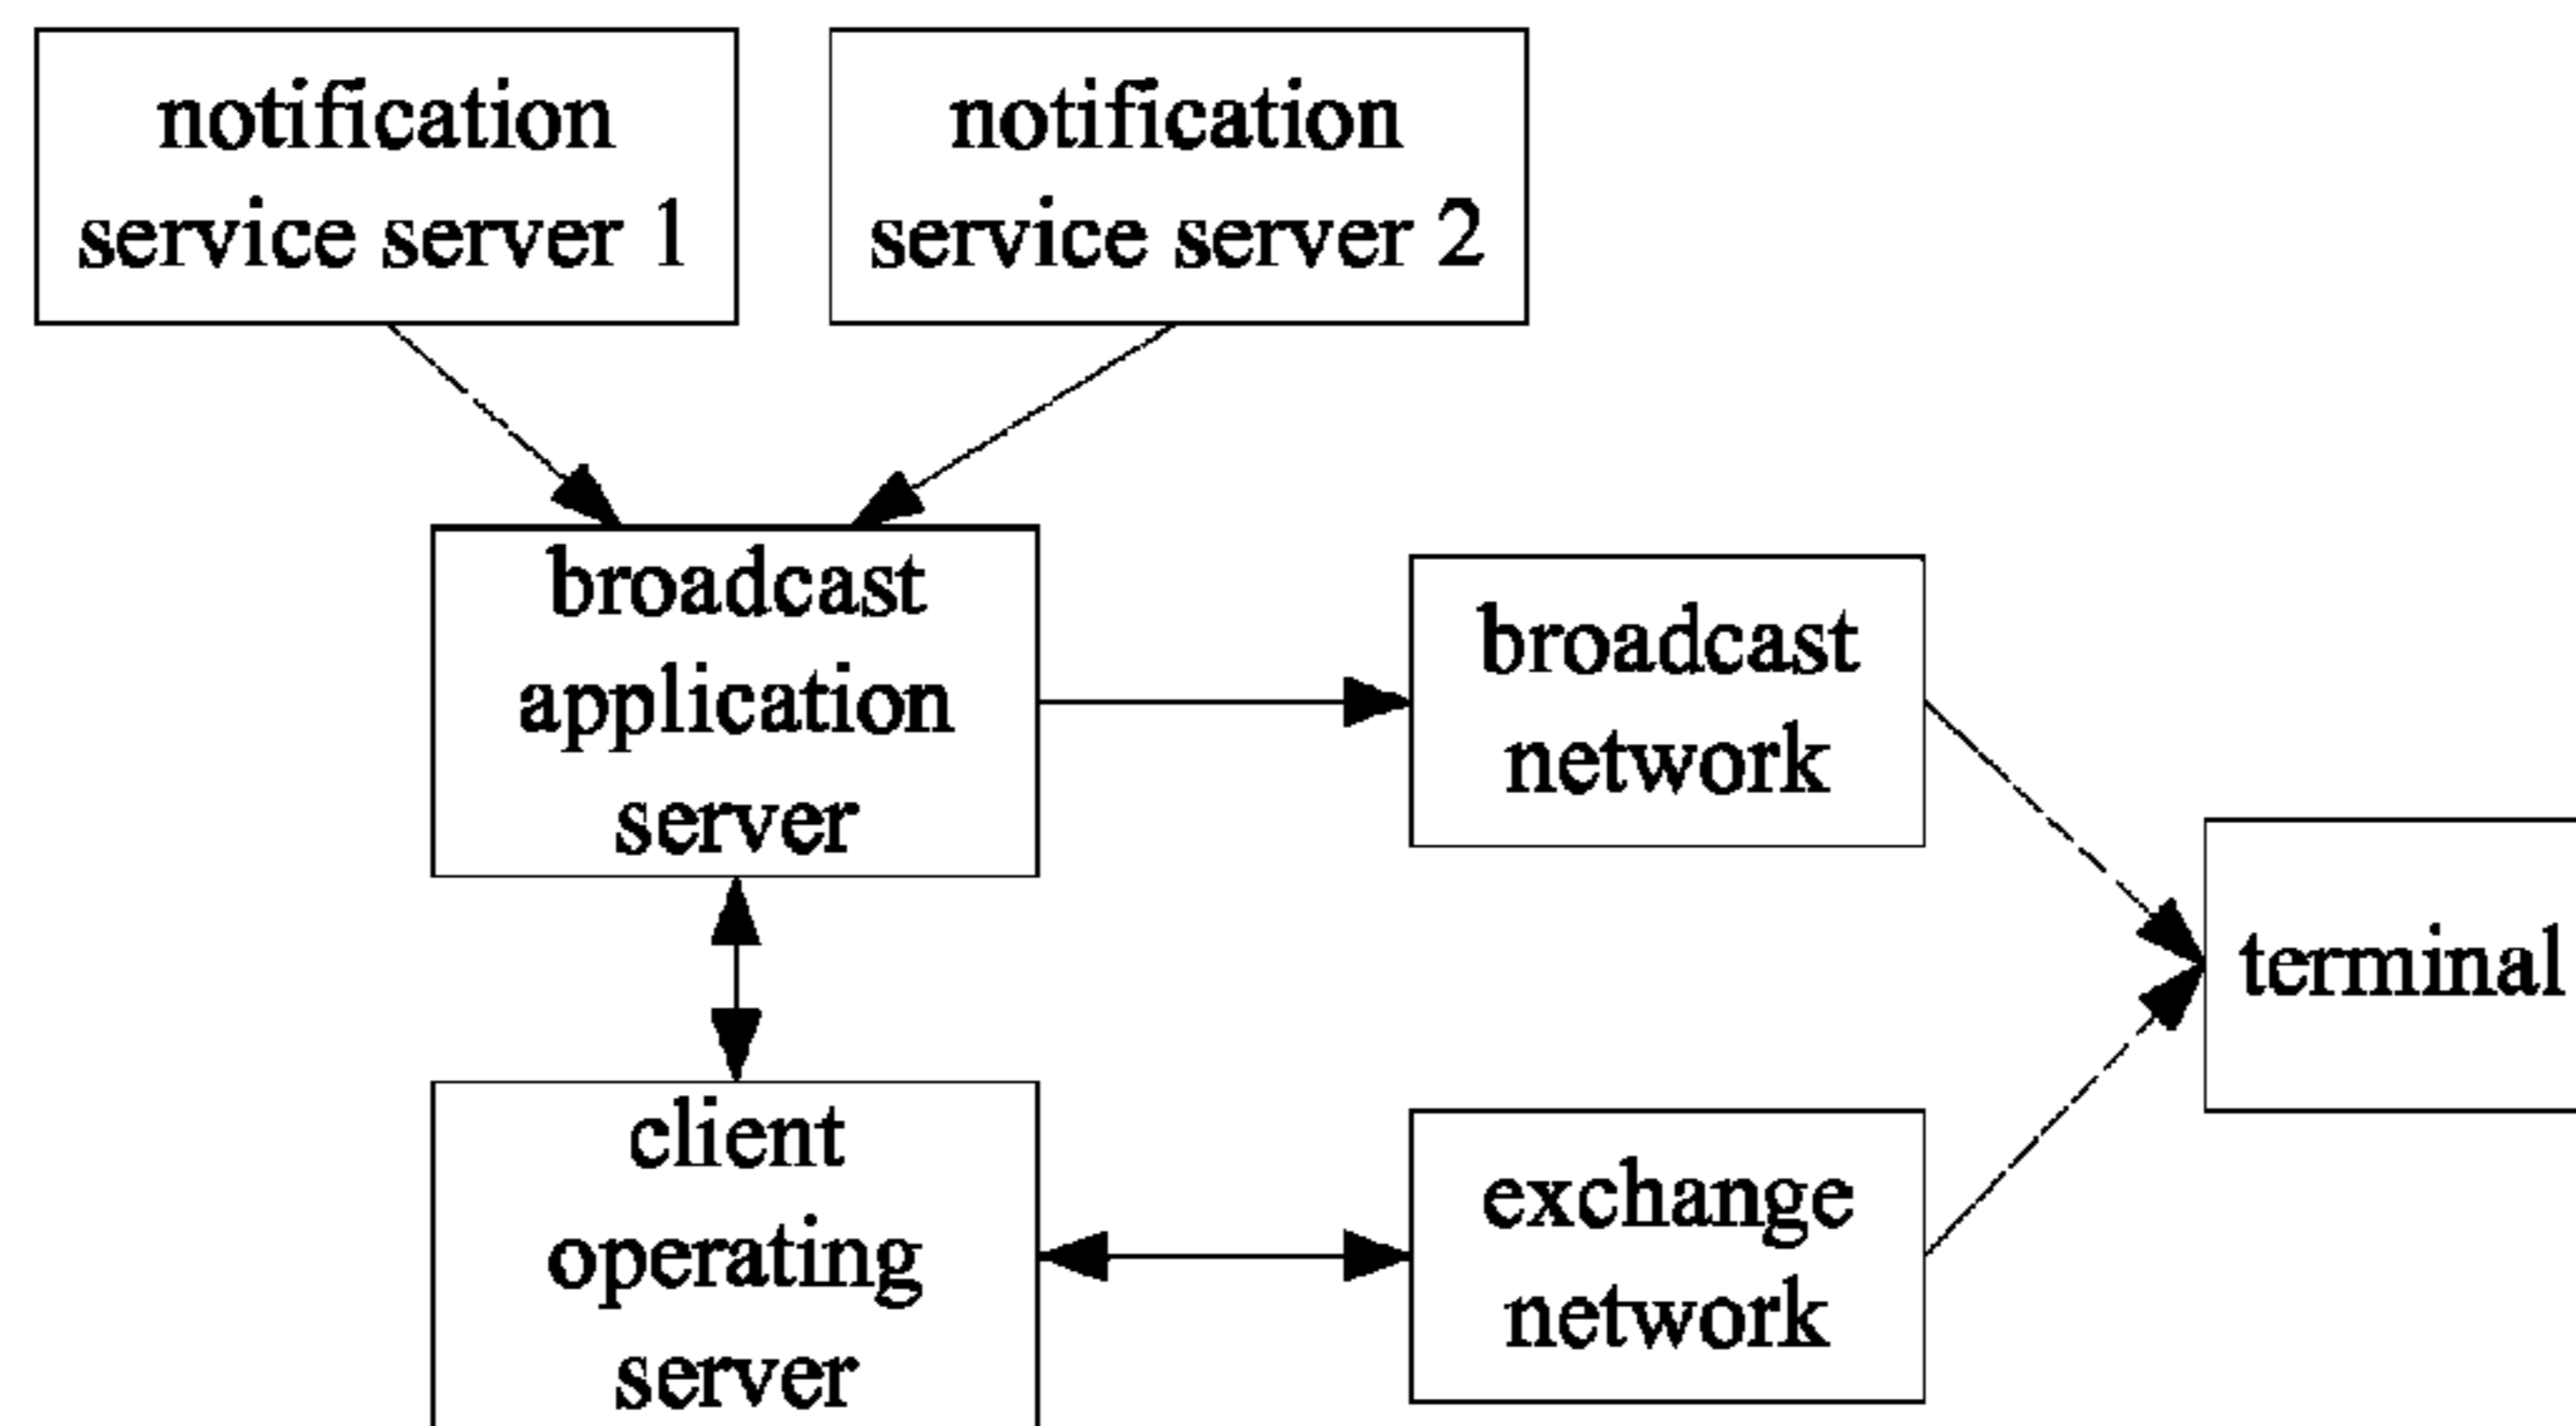 notification
service server 1
notification
service server 2
broadcast
application
server
broadcast
network
terminal
client
operating
server
exchange
network